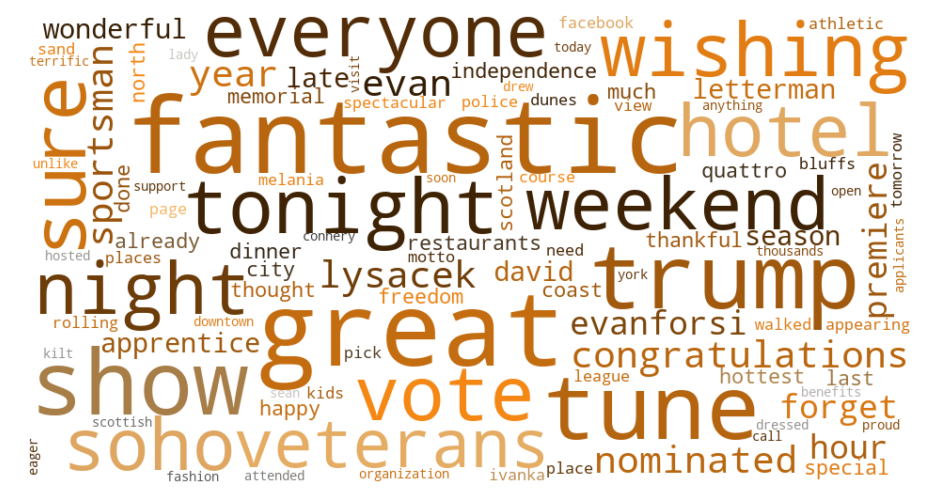 wonderful everyone facebook athletic
sand wishing
terrific lady today
north year late visit evan independence
sure sportsman memorial spectacular police drew dunes much letterman
view anything
fantastic hotel
unlike done support melania soon scotland course quattro bluffs tomorrow
page tonight weekend open
already connery restaurants thankful season premiere
hosted places dinner motto need thousands applicants
night city lysacek david coast trump york
thought freedom
rolling downtown great evanforsi walked appearing
kilt apprentice pick congratulations
show sean kids vote league hottest last
happy tune benefits forget
scottish dressed proud
soho veterans call hour
eager fashion attended organization ivanka place nominated special